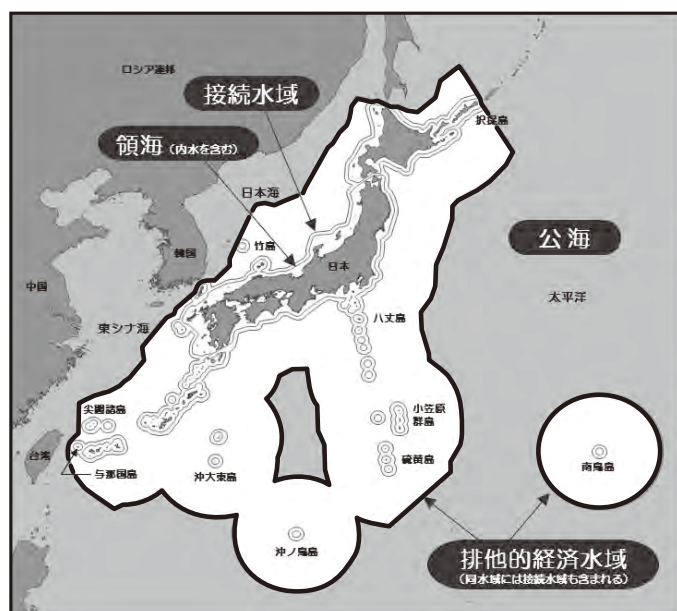 ロシア連邦
接続水域
択捉島
領海（内水を含む）
日本海
竹島
公海
韓国
日本
中国
太平洋
東シナ海
八丈島
尖閣諸島
小笠原
群島
台湾
硫黄島
与那国島
沖大東島
南鳥島
沖ノ鳥島
排他的経済水域
（同水域には接続水域も含まれる）